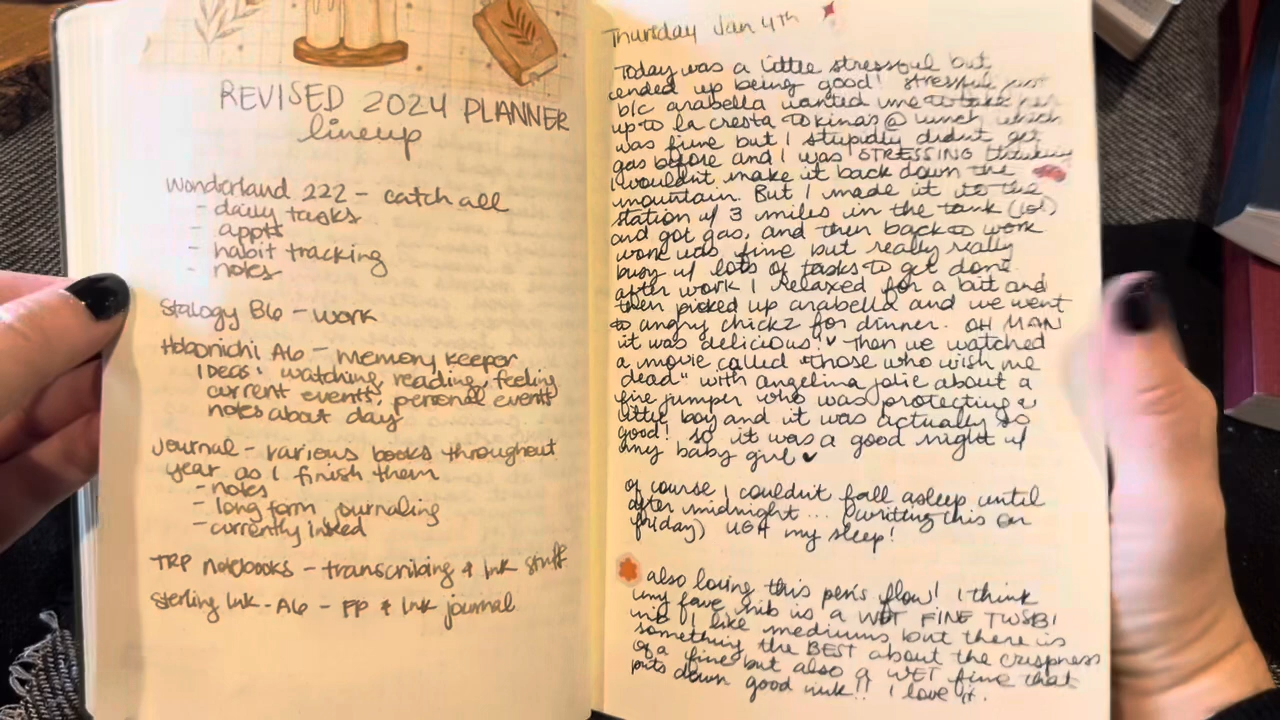 REVISED 2024 PLANNER
lineup
Wonderland 222 - catch all
- daily tasks
- appts
- habit tracking
- notes
Stalogy B6 - work
Hobonichi A6 - memory keeper
Ideas: watching, reading, feeling
current events, personal events
notes about day
Journal - various books throughout
year as I finish them
- notes
- long form journaling
- currently inked
TRP notebooks - transcribing & ink stuff
Sterling Ink - A6 - FP & Ink journal
Thursday Jan 4th
Today was a little stressful but
ended up being good! Stressful just
b/c arabella wanted me to take her
up to la cresta to kinas @ lunch which
was fiune but I stupidly didnt get
gas before and I was STRESSING thinking
I wouldnt make it back down the
mountain. But I made it to the
station w/ 3 miles in the tank (lol)
and got gas, and then back to work
work was fine but really really
busy w/ lots of tasks to get done.
after work I relaxed for a bit and
then picked up arabella and we went
to angry chickz for dinner. OH MAN
it was delicious! ♥ Then we watched
a movie called "those who wish me
dead" with angelina jolie about a
fire jumper who was protecting a
little boy and it was actually so
good! so it was a good night w/
my baby girl ♥
of course I couldn't fall asleep until
after midnight... (writing this on
friday) UGH my sleep!
also loving this pen's flow! I think
my fave nib is a WET FINE TWSBI
nib. I like mediums but there is
something the BEST about the crispness
of a fine but also a WET fine that
puts down good ink!! I love it.